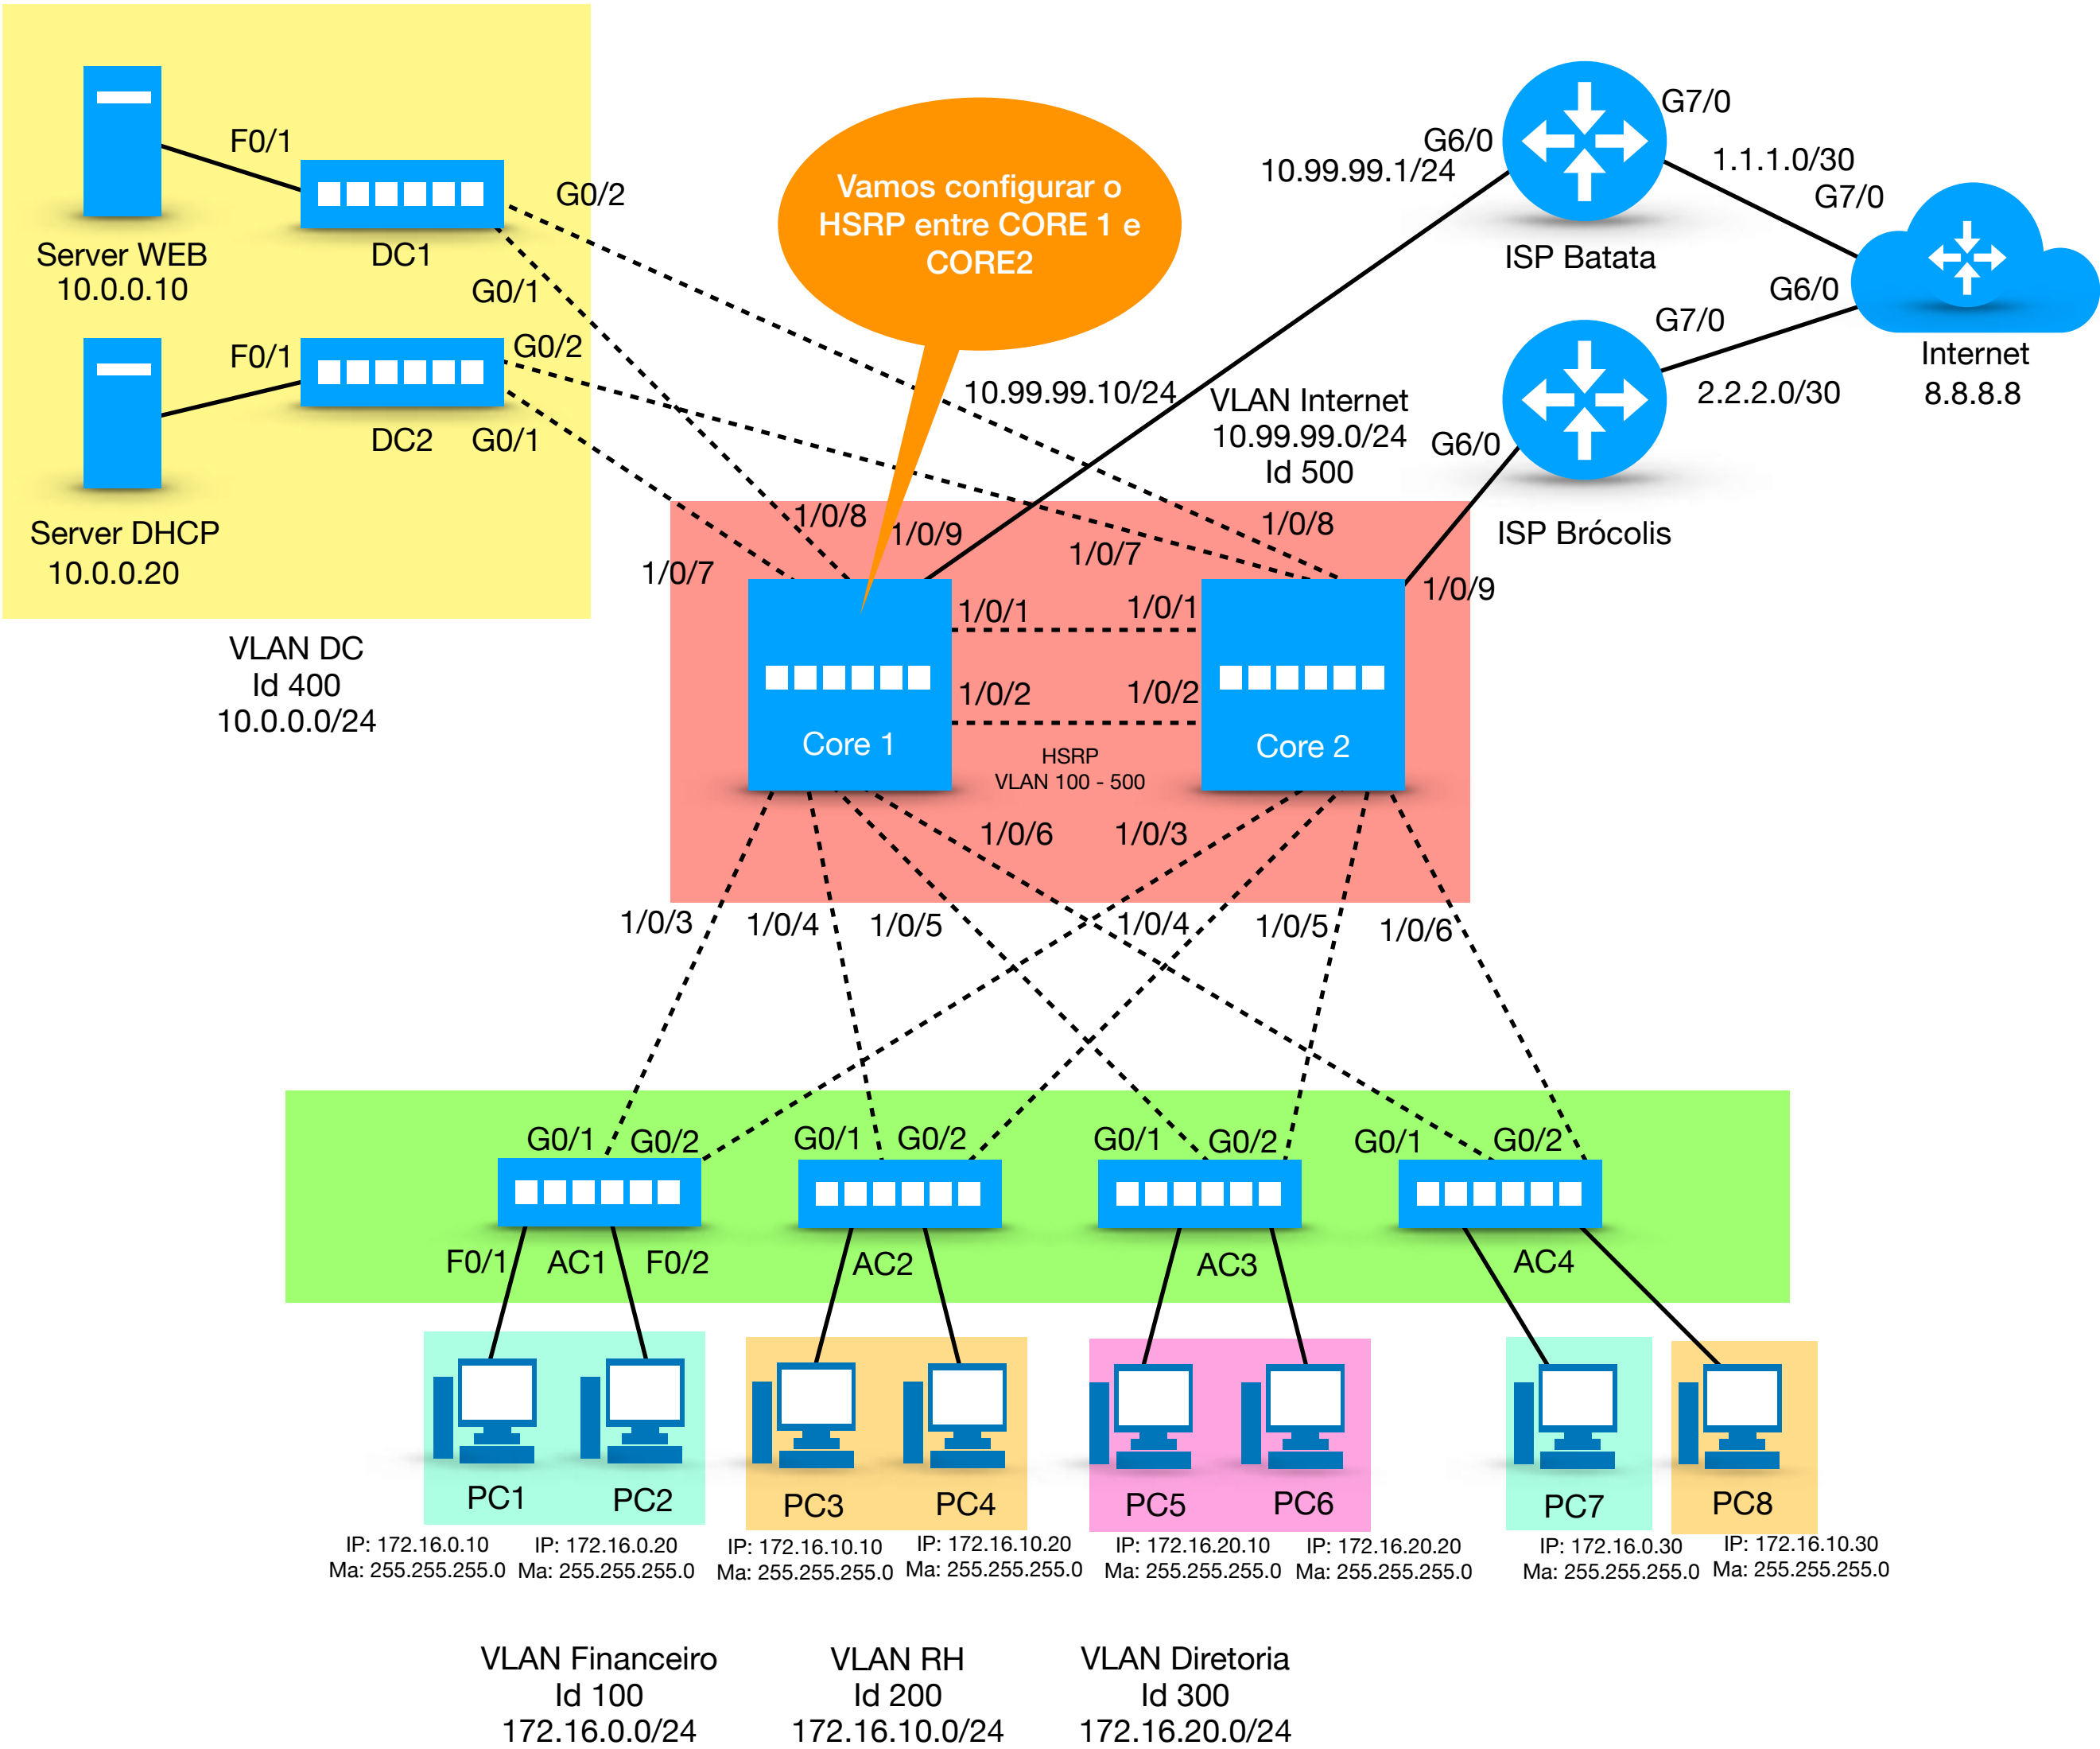 Server WEB
10.0.0.10
F0/1
DC1
G0/2
G0/1
Server DHCP
10.0.0.20
F0/1
DC2
G0/2
G0/1
VLAN DC
Id 400
10.0.0.0/24
Vamos configurar o
HSRP entre CORE 1 e
CORE2
G6/0
10.99.99.1/24
G7/0
1.1.1.0/30
G7/0
ISP Batata
G6/0
G7/0
2.2.2.0/30
Internet
8.8.8.8
10.99.99.10/24
VLAN Internet
10.99.99.0/24
Id 500
G6/0
ISP Brócolis
1/0/7
1/0/8
1/0/9
1/0/7
1/0/8
1/0/9
1/0/1
1/0/1
1/0/2
1/0/2
Core 1
Core 2
HSRP
VLAN 100 - 500
1/0/6
1/0/3
1/0/3
1/0/4
1/0/5
1/0/4
1/0/5
1/0/6
G0/1
G0/2
G0/1
G0/2
G0/1
G0/2
G0/1
G0/2
F0/1
AC1
F0/2
AC2
AC3
AC4
PC1
PC2
PC3
PC4
PC5
PC6
PC7
PC8
IP: 172.16.0.10
Ma: 255.255.255.0
IP: 172.16.0.20
Ma: 255.255.255.0
IP: 172.16.10.10
Ma: 255.255.255.0
IP: 172.16.10.20
Ma: 255.255.255.0
IP: 172.16.20.10
Ma: 255.255.255.0
IP: 172.16.20.20
Ma: 255.255.255.0
IP: 172.16.0.30
Ma: 255.255.255.0
IP: 172.16.10.30
Ma: 255.255.255.0
VLAN Financeiro
Id 100
172.16.0.0/24
VLAN RH
Id 200
172.16.10.0/24
VLAN Diretoria
Id 300
172.16.20.0/24